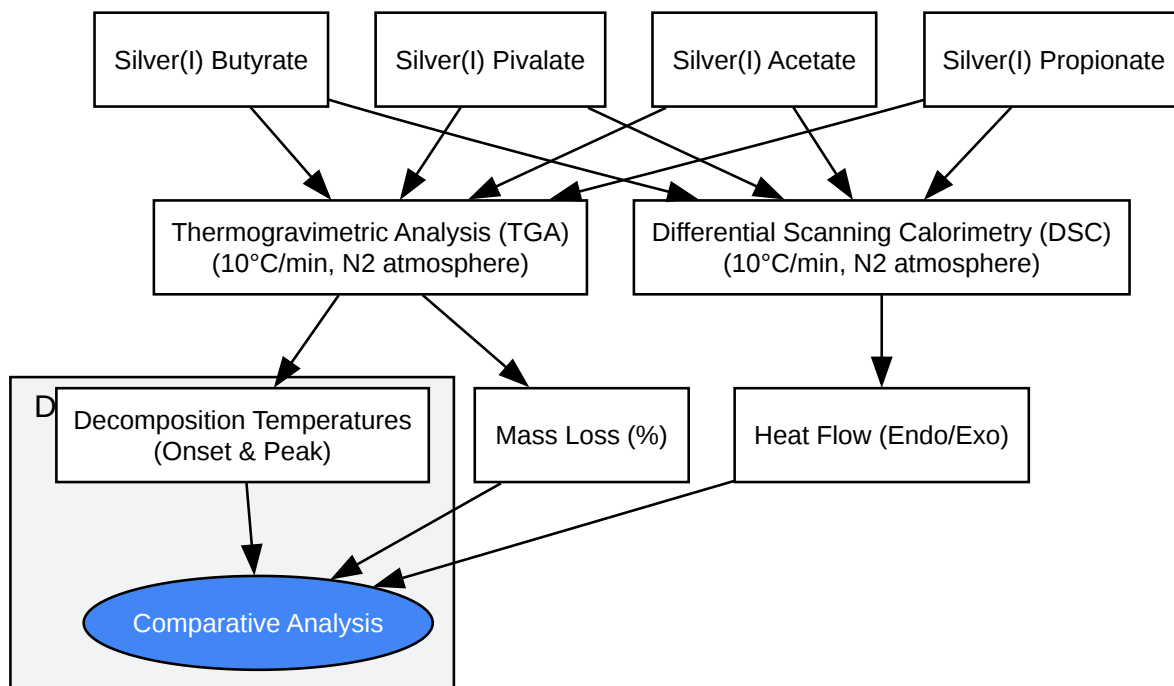 Silver(I) Butyrate
Silver(I) Pivalate
Silver(I) Acetate
Silver(I) Propionate
Thermogravimetric Analysis (TGA)
(10°C/min, N2 atmosphere)
Differential Scanning Calorimetry (DSC)
(10°C/min, N2 atmosphere)
D
Decomposition Temperatures
(Onset & Peak)
Mass Loss (%)
Heat Flow (Endo/Exo)
Comparative Analysis